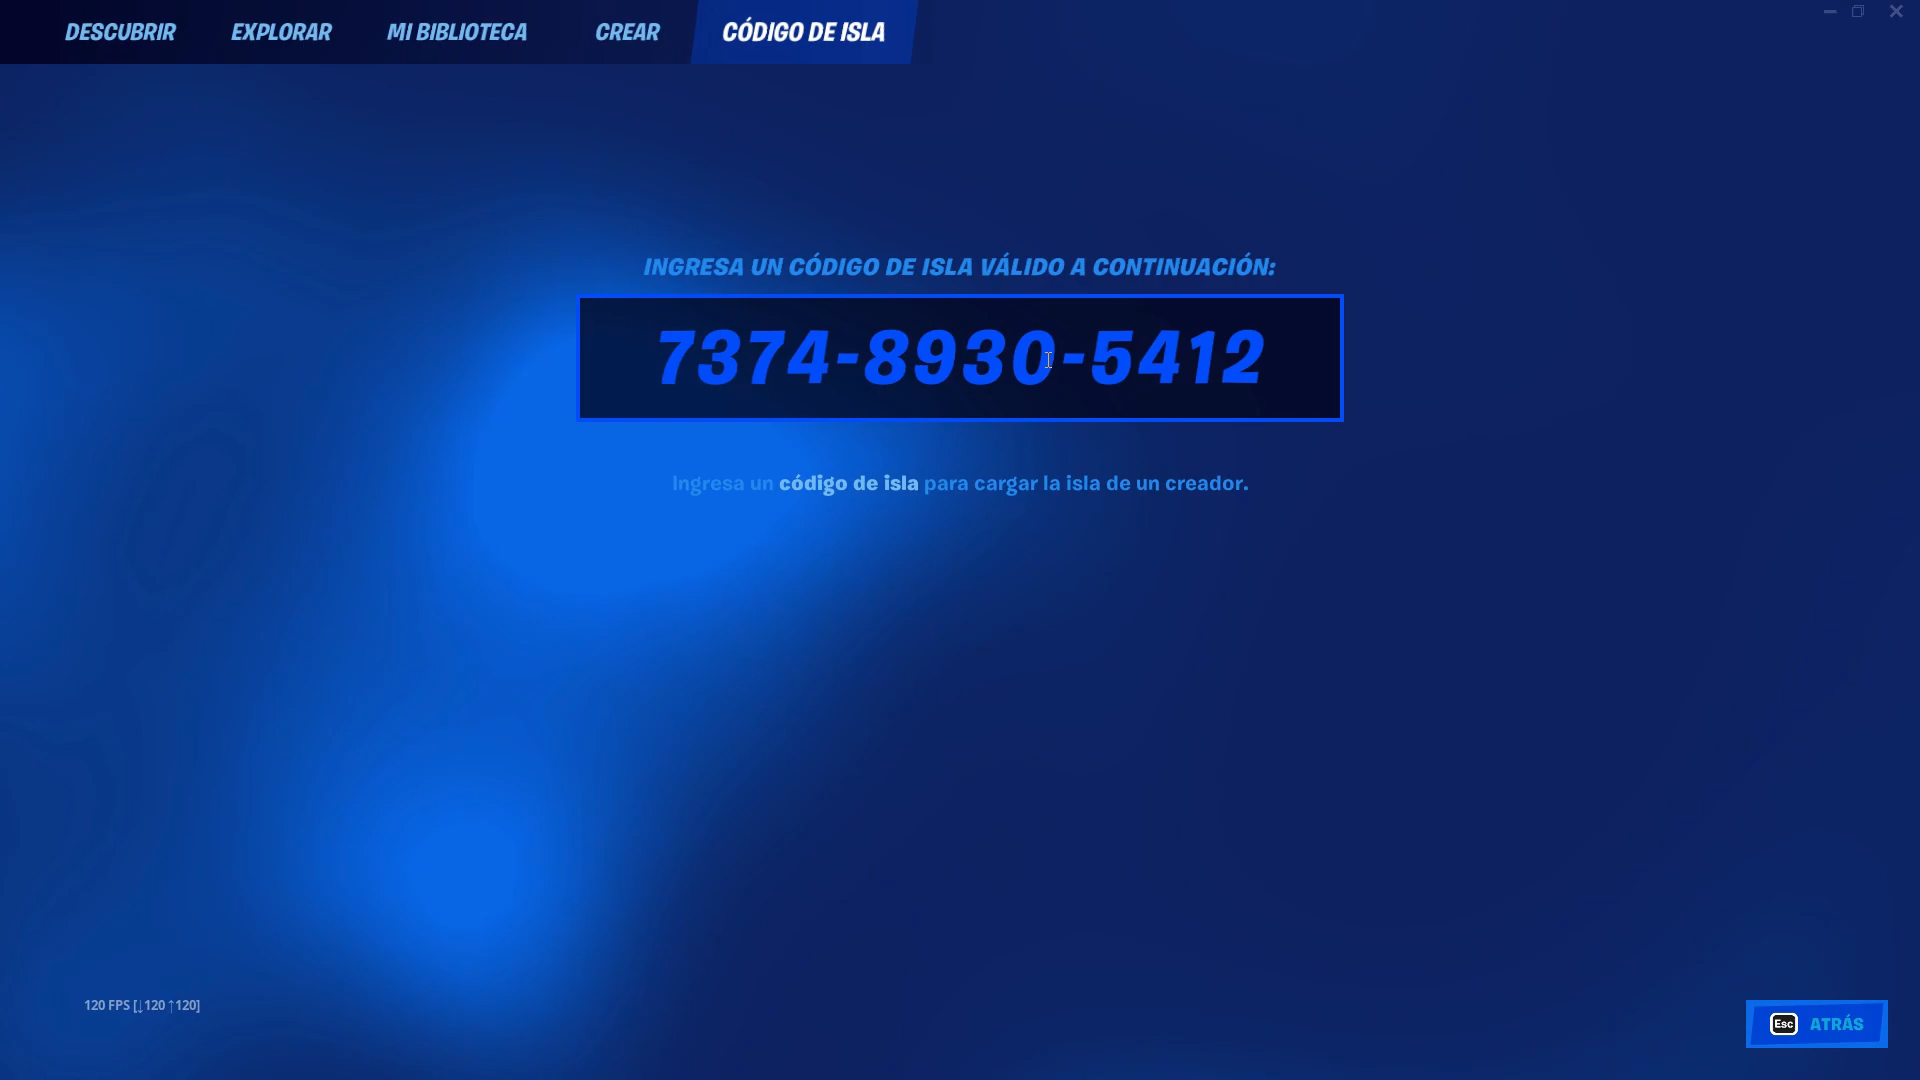 DESCUBRIR EXPLORAR MI BIBLIOTECA CREAR CÓDIGO DE ISLA
INGRESA UN CÓDIGO DE ISLA VÁLIDO A CONTINUACIÓN:
7374-8930-5412
Ingresa un código de isla para cargar la isla de un creador.
120 FPS [↓120 ↑120]
Esc ATRÁS